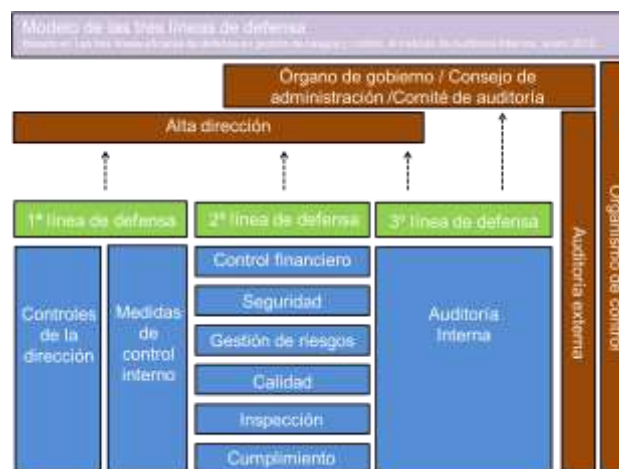 Modelo de las tres líneas de defensa
Órgano de gobierno / Consejo de
administración /Comité de auditoría
Alta dirección
1ª línea de defensa
2ª línea de defensa
3ª línea de defensa
Controles
de la
dirección
Medidas
de
control
interno
Control financiero
Seguridad
Gestión de riesgos
Calidad
Inspección
Cumplimiento
Auditoría
Interna
Auditoría externa
Organismo de control